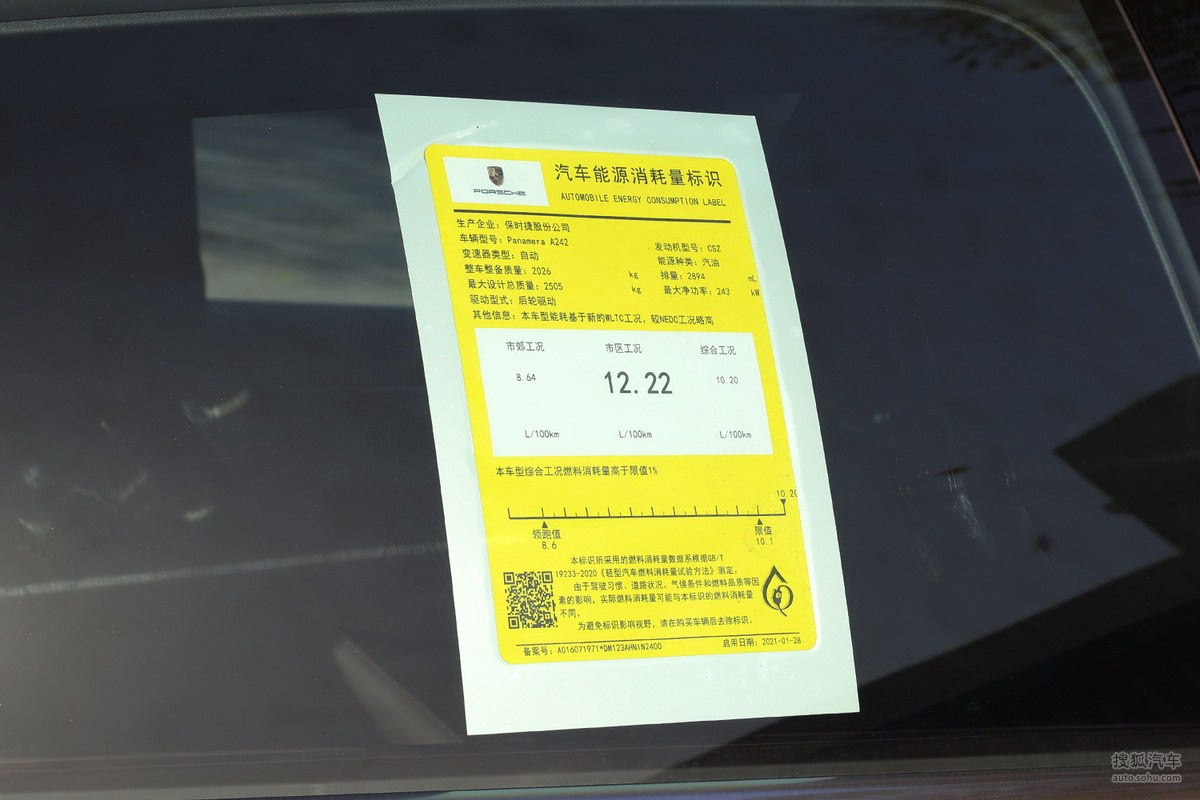 PORSCHE
汽车能源消耗量标识
AUTOMOBILE ENERGY CONSUMPTION LABEL
生产企业: 保时捷股份公司
车辆型号: Panamera A242
发动机型号: CSZ
变速器类型: 自动
能源种类: 汽油
整车整备质量: 2026 kg
排量: 2894 mL
最大设计总质量: 2505 kg
最大净功率: 243 kW
驱动型式: 后轮驱动
其他信息: 本车型能耗基于新的WLTC工况, 较NEDC工况略高
市郊工况 市区工况 综合工况
8.64 12.22 10.20
L/100km L/100km L/100km
本车型综合工况燃料消耗量高于限值1%
10.20
领跑值 限值
8.6 10.1
本标识所采用的燃料消耗量数据系根据GB/T
19233-2020《轻型汽车燃料消耗量试验方法》测定。
由于驾驶习惯、道路状况、气候条件和燃料品质等因
素的影响, 实际燃料消耗量可能与本标识的燃料消耗量
不同。
为避免标识影响视野, 请在购买车辆后去除标识。
备案号: A016071971*DM123AHNIN2400 启用日期: 2021-01-28
搜狐汽车
auto.sohu.com